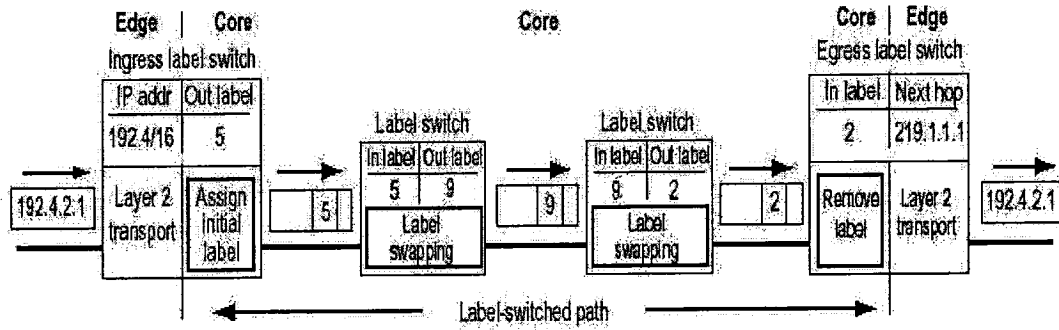 Edge Core
Core
Core Edge
Ingress label switch
Egress label switch
IP addr Out label
192.4/16 5
In label Next hop
2 219.1.1.1
Label switch
In label Out label
5 9
Label switch
In label Out label
9 2
192.4.2.1
Layer 2 transport
Assign initial label
5
Label swapping
9
Label swapping
2
Remove label
Layer 2 transport
192.4.2.1
Label-switched path